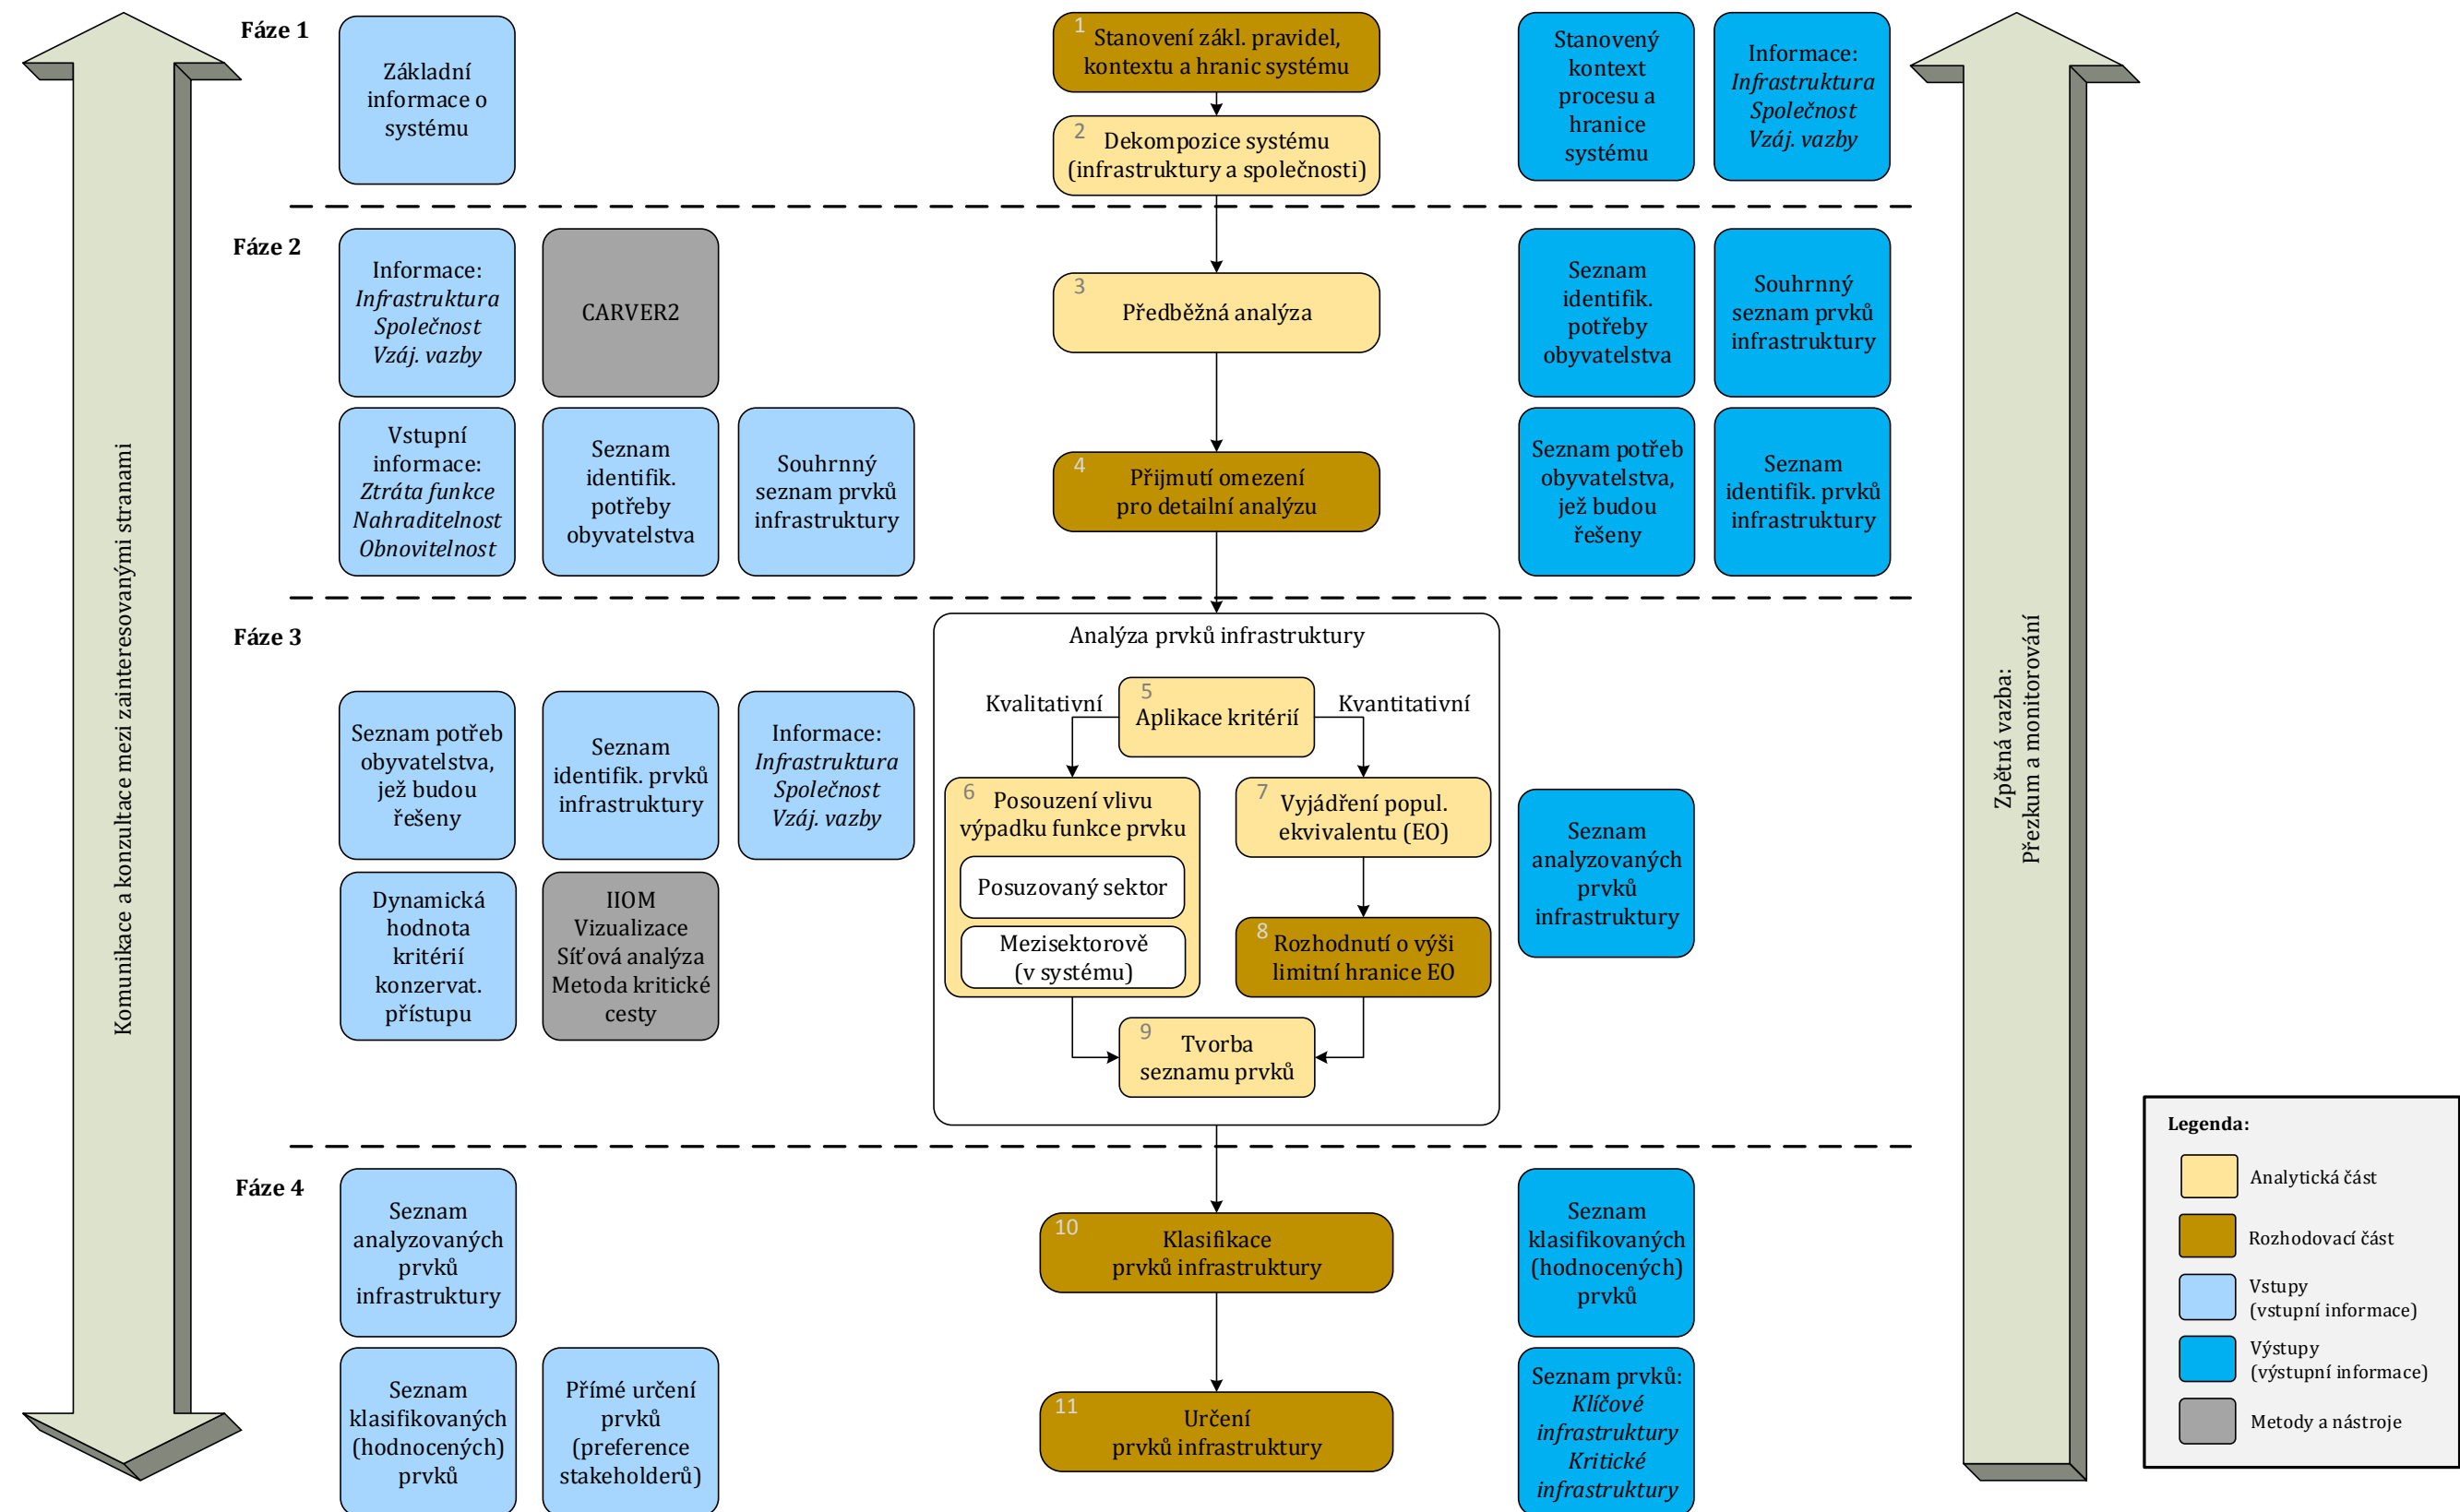 Komunikace a konzultace mezi zainteresovanými stranami
Fáze 1
Základní
informace o
systému
1
Stanovení zákl. pravidel,
kontextu a hranic systému
2
Dekompozice systému
(infrastruktury a společnosti)
Stanovený
kontext
procesu a
hranice
systému
Informace:
Infrastruktura
Společnost
Vzáj. vazby
Fáze 2
Informace:
Infrastruktura
Společnost
Vzáj. vazby
CARVER2
3
Předběžná analýza
Seznam
identifik.
potřeby
obyvatelstva
Souhrnný
seznam prvků
infrastruktury
Vstupní
informace:
Ztráta funkce
Nahraditelnost
Obnovitelnost
Seznam
identifik.
potřeby
obyvatelstva
Souhrnný
seznam prvků
infrastruktury
4
Přijmutí omezení
pro detailní analýzu
Seznam potřeb
obyvatelstva,
jež budou
řešeny
Seznam
identifik. prvků
infrastruktury
Fáze 3
Seznam potřeb
obyvatelstva,
jež budou
řešeny
Seznam
identifik. prvků
infrastruktury
Informace:
Infrastruktura
Společnost
Vzáj. vazby
Dynamická
hodnota
kritérií
konzervat.
přístupu
IIOM
Vizualizace
Síťová analýza
Metoda kritické
cesty
Analýza prvků infrastruktury
Kvalitativní
5
Aplikace kritérií
Kvantitativní
6
Posouzení vlivu
výpadku funkce prvku
Posuzovaný sektor
Mezisektorově
(v systému)
7
Vyjádření popul.
ekvivalentu (EO)
8
Rozhodnutí o výši
limitní hranice EO
9
Tvorba
seznamu prvků
Seznam
analyzovaných
prvků
infrastruktury
Fáze 4
Seznam
analyzovaných
prvků
infrastruktury
10
Klasifikace
prvků infrastruktury
Seznam
klasifikovaných
(hodnocených)
prvků
Seznam
klasifikovaných
(hodnocených)
prvků
Přímé určení
prvků
(preference
stakeholderů)
11
Určení
prvků infrastruktury
Seznam prvků:
Klíčové
infrastruktury
Kritické
infrastruktury
Zpětná vazba:
Přezkum a monitorování
Legenda:
Analytická část
Rozhodovací část
Vstupy
(vstupní informace)
Výstupy
(výstupní informace)
Metody a nástroje